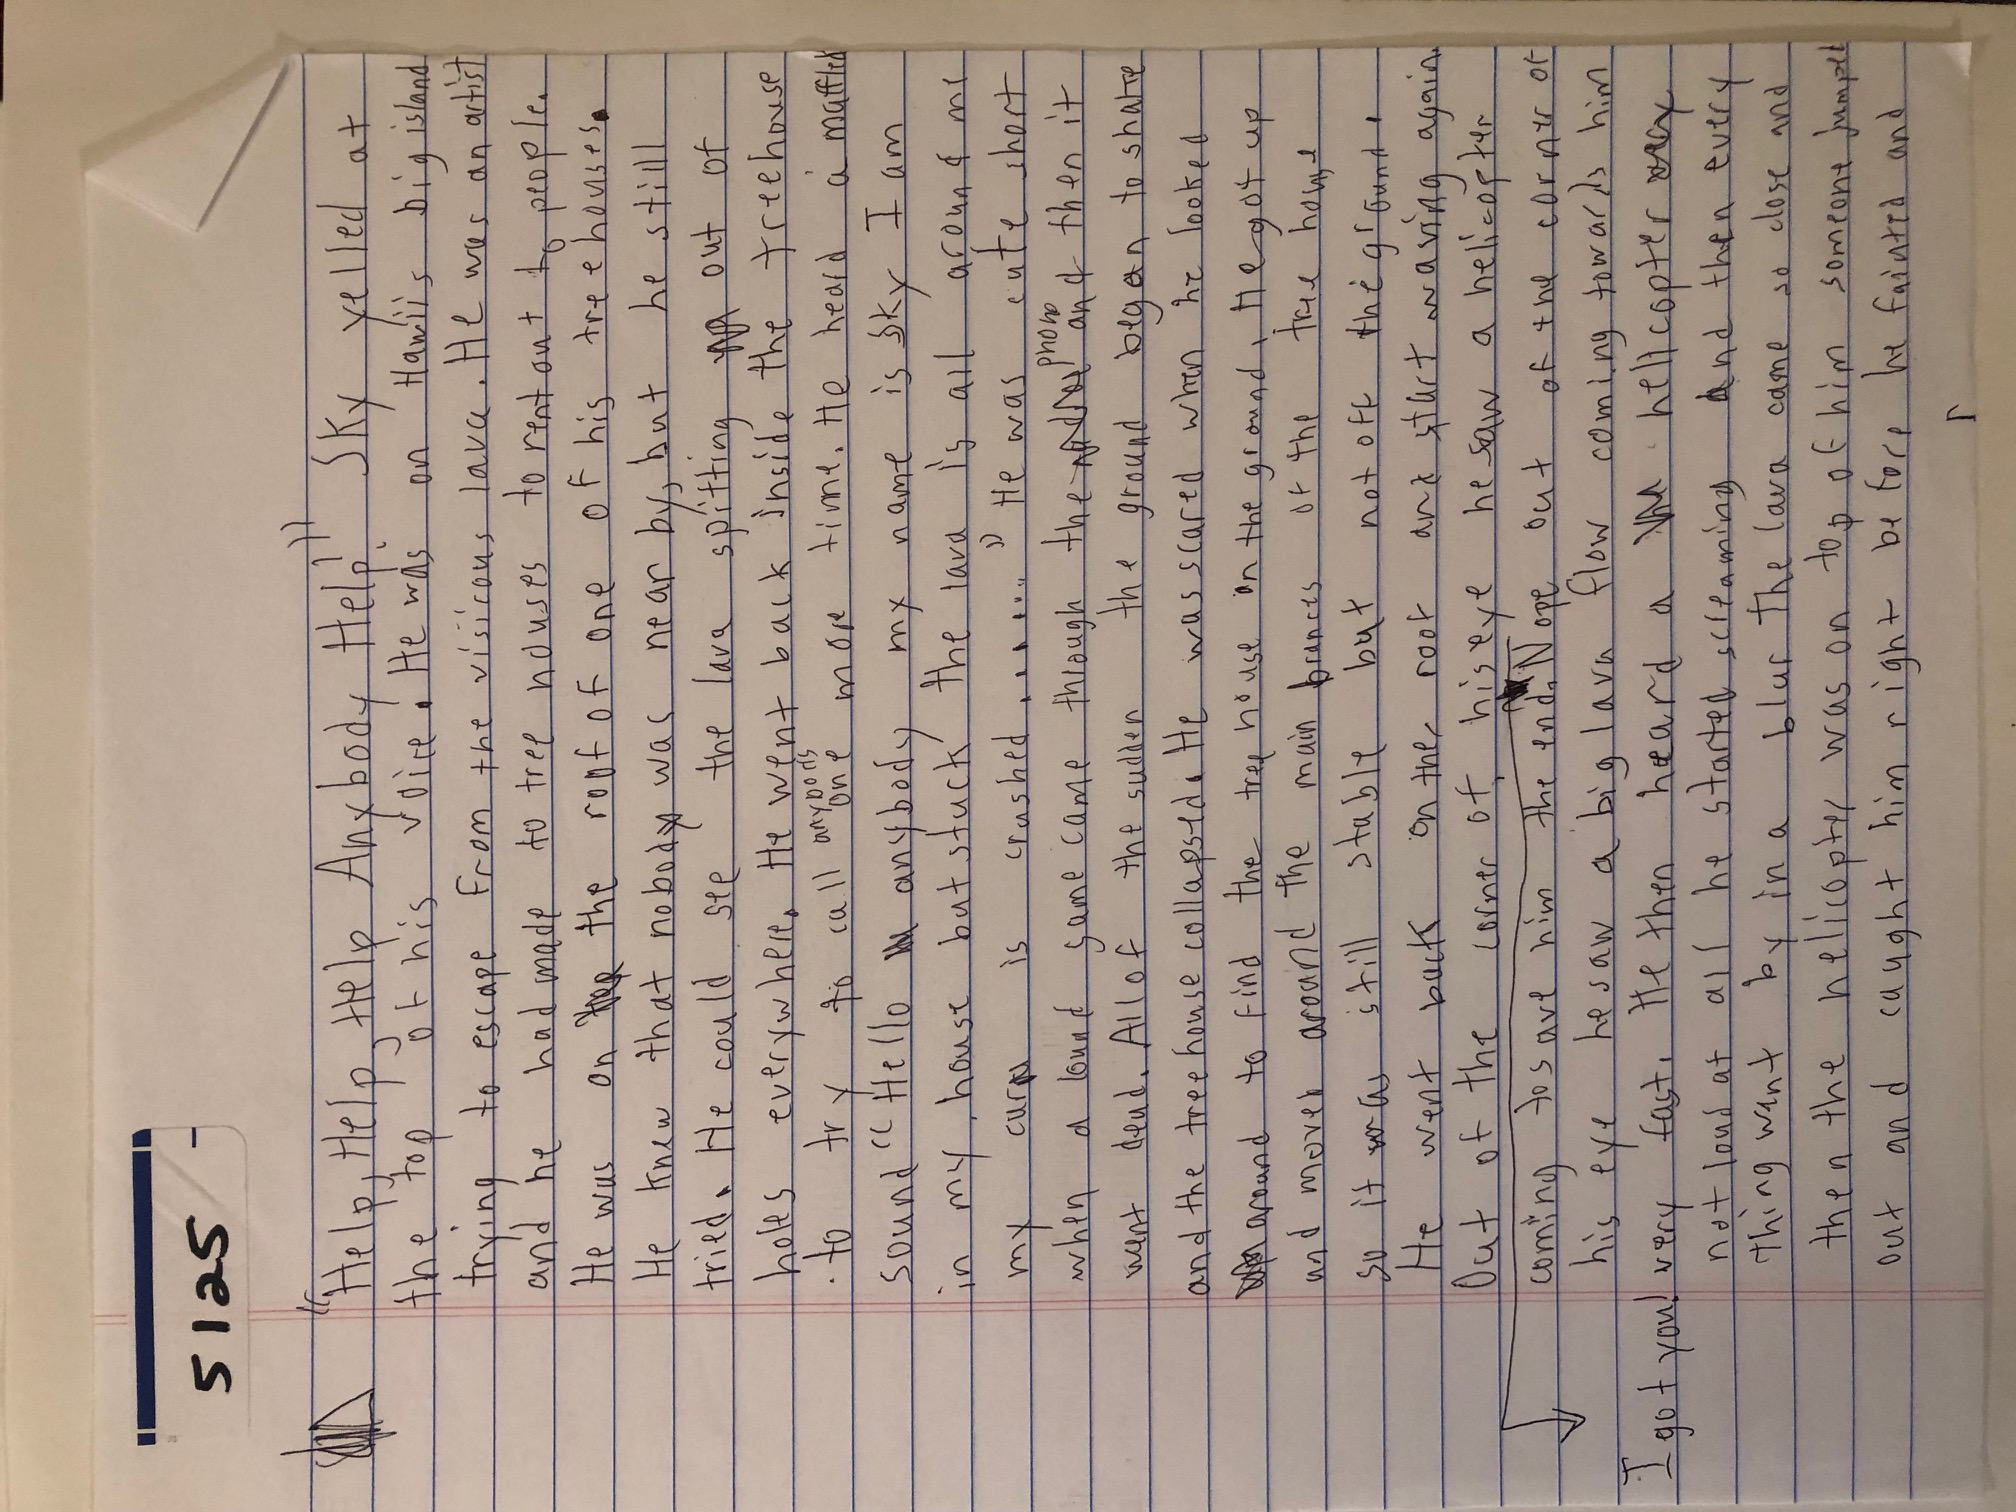 5125
"Help, Help, Help Anybody Help!" Sky yelled at
the top of his voice. He was on Hawii's big island
trying to escape from the visicous lava. He was an artist
and he had made to tree houses to rent out to people.
He was on the roof of one of his treehouses.
He knew that nobody was near by, but he stilll
tried. He could see the lava spitting out of
holes everywhere. He went back inside the treehouse
to try to call one more time. He heard a maffled
sound "Hello anybody my name is Sky I am
in my house but stuck the lava is all around me
my is crushed . . . . . . ." He was cute short
when a lound same came through the phone and then it
went dead. All of the sudden the ground began to shake
and the treehouse collapsed. He was scared when he looked
around to find the tree house on the ground. He got up
and moved around the main brances of the tree house
so it was still stable but not off the ground.
He went back on the roof and start waving again.
Out of the corner of his eye he saw a helicopter
coming to save him the end. Nope out of the corner of
his eye he saw a big lava flow coming towards him
I got you!
very fast. He then heard a helicopter
not loud at all he started screaming and then every
thing want by in a blur The lava came so close and
then the helicopter was on top of him someone jumped
out and caught him right before he fainted and
1